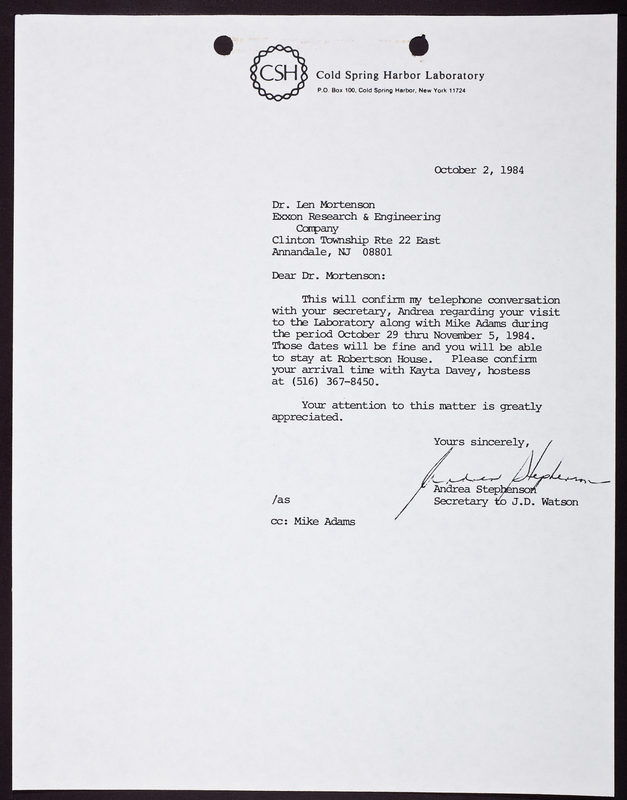 CSH
Cold Spring Harbor Laboratory
P.O. Box 100, Cold Spring Harbor, New York 11724
October 2, 1984
Dr. Len Mortenson
Exxon Research & Engineering
Company
Clinton Township Rte 22 East
Annandale, NJ 08801
Dear Dr. Mortenson:
This will confirm my telephone conversation
with your secretary, Andrea regarding your visit
to the Laboratory along with Mike Adams during
the period October 29 thru November 5, 1984.
Those dates will be fine and you will be able
to stay at Robertson House. Please confirm
your arrival time with Kayta Davey, hostess
at (516) 367-8450.
Your attention to this matter is greatly
appreciated.
Yours sincerely,
Andrea Stephenson
Andrea Stephenson
/as
Secretary to J.D. Watson
cc: Mike Adams